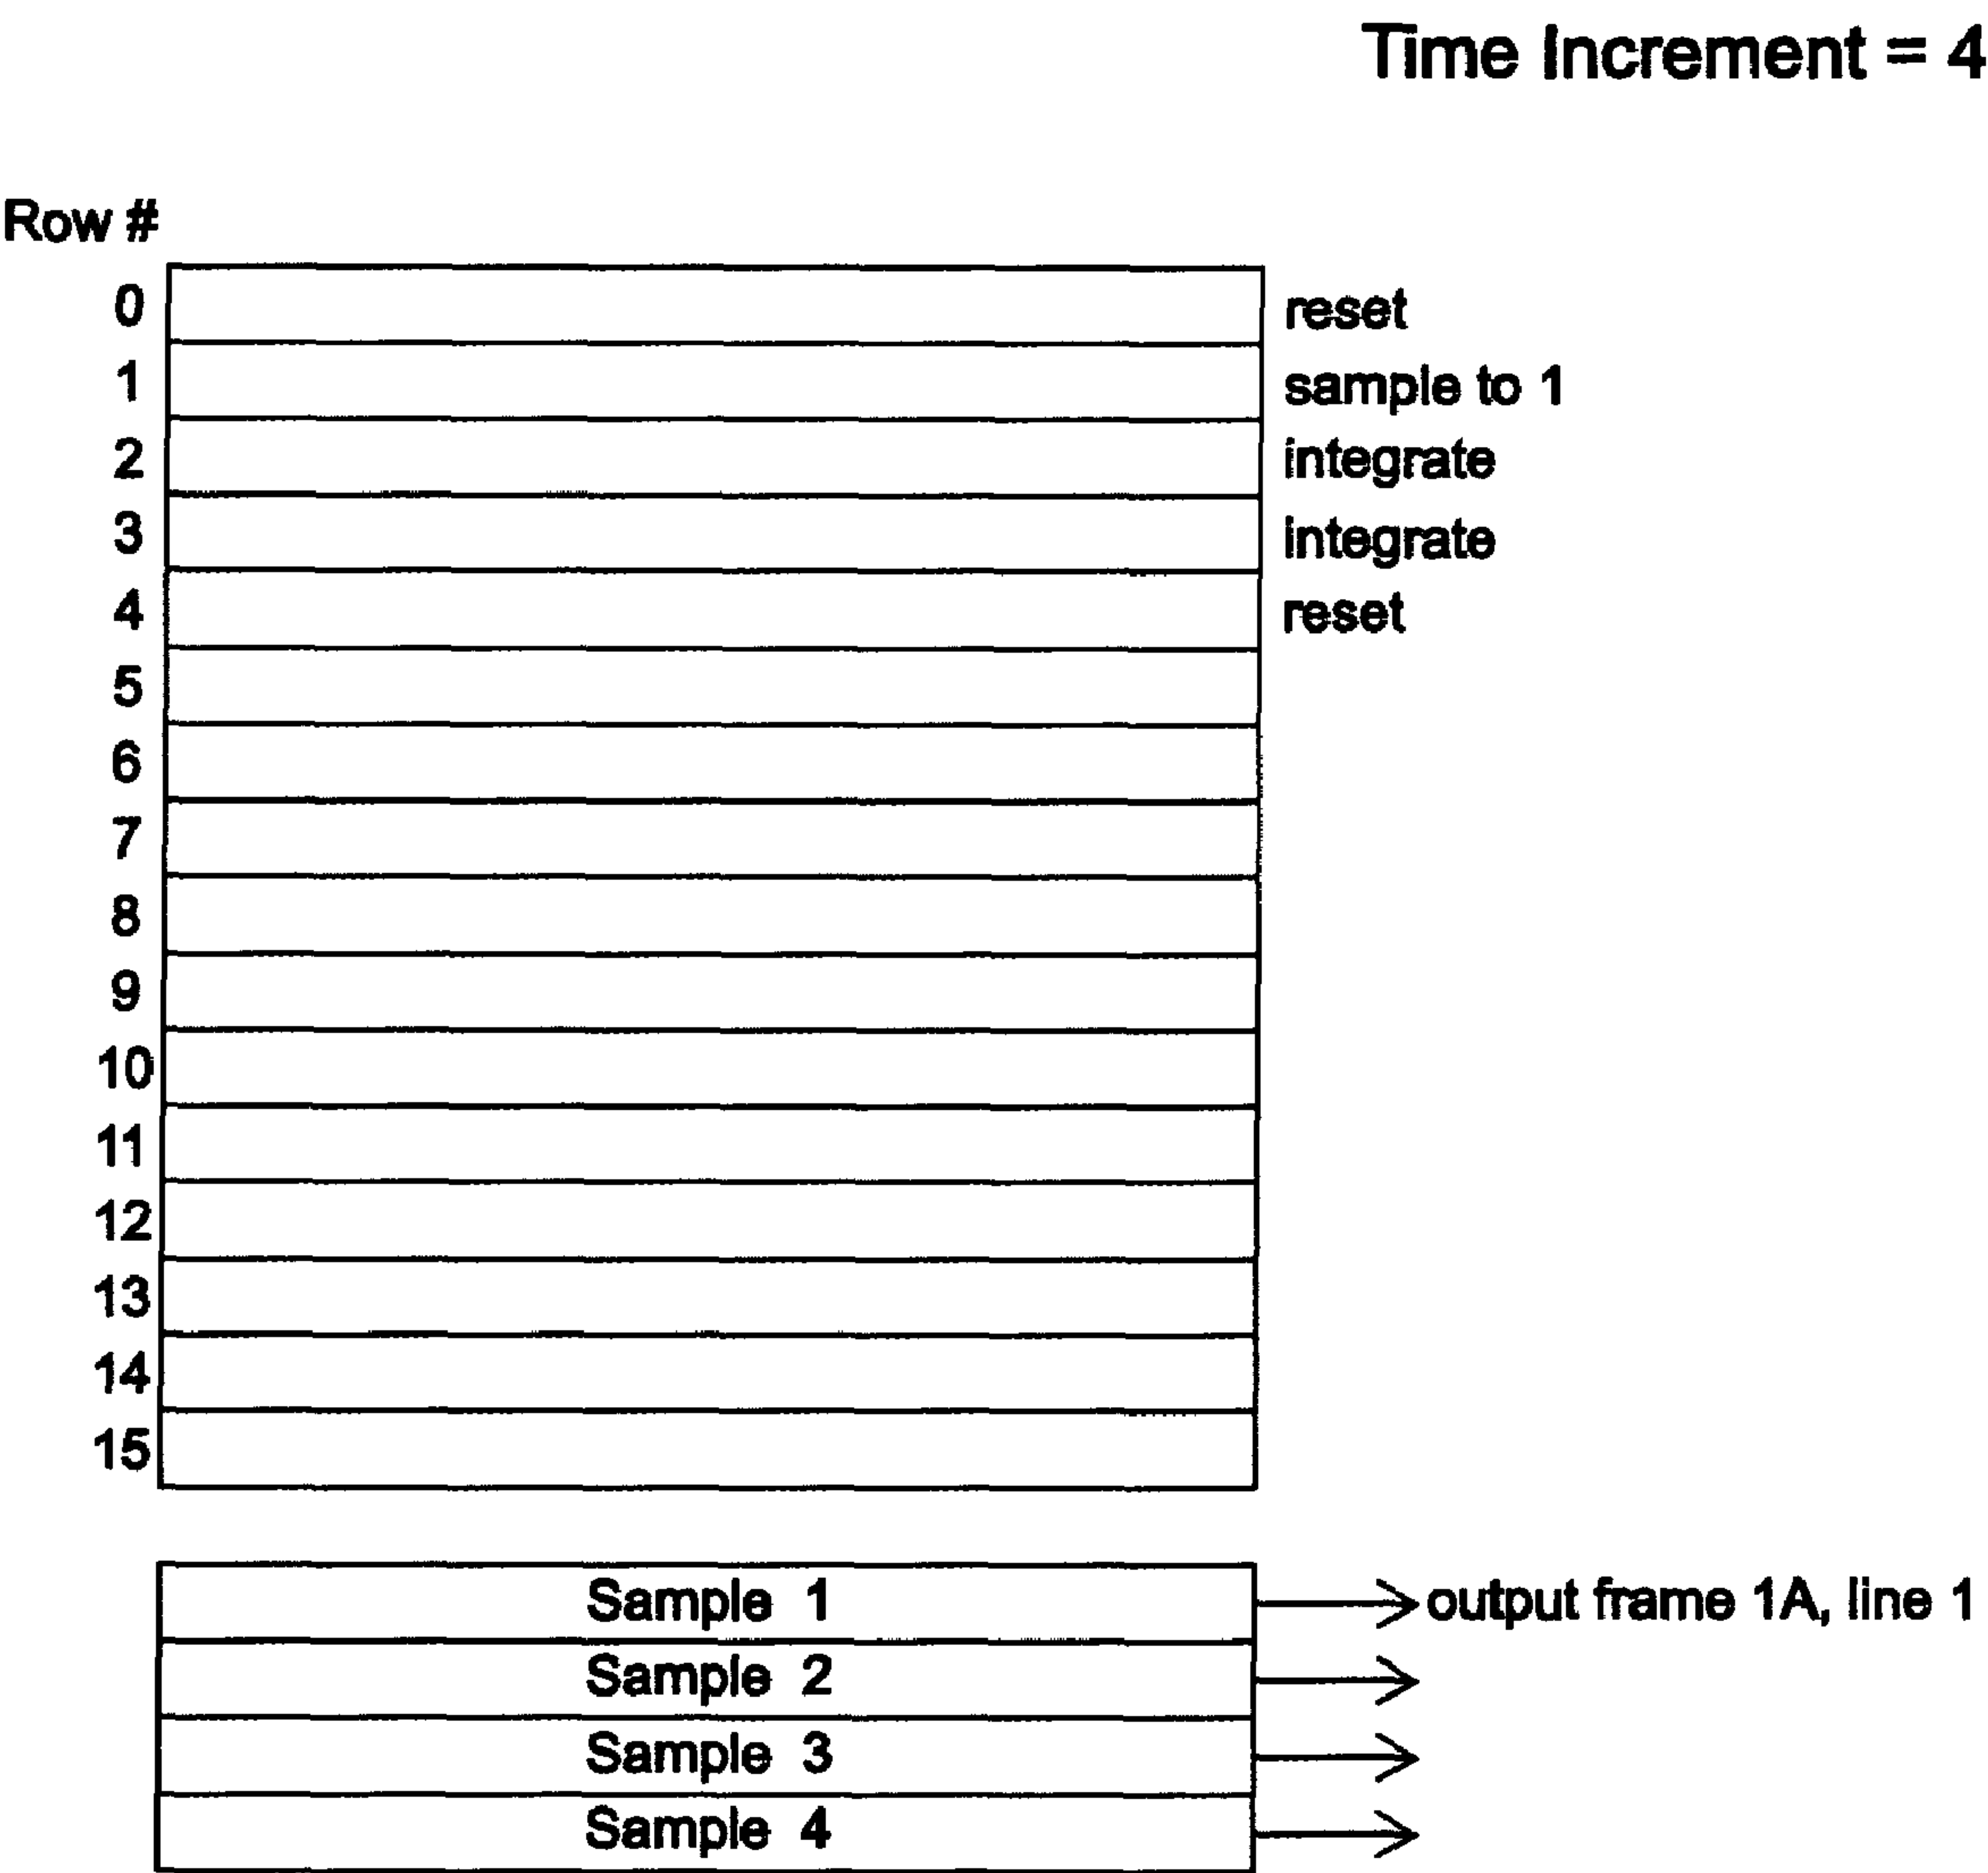 Time Increment = 4
Row #
0 reset
1 sample to 1
2 integrate
3 integrate
4 reset
5
6
7
8
9
10
11
12
13
14
15
Sample 1 output frame 1A, line 1
Sample 2
Sample 3
Sample 4